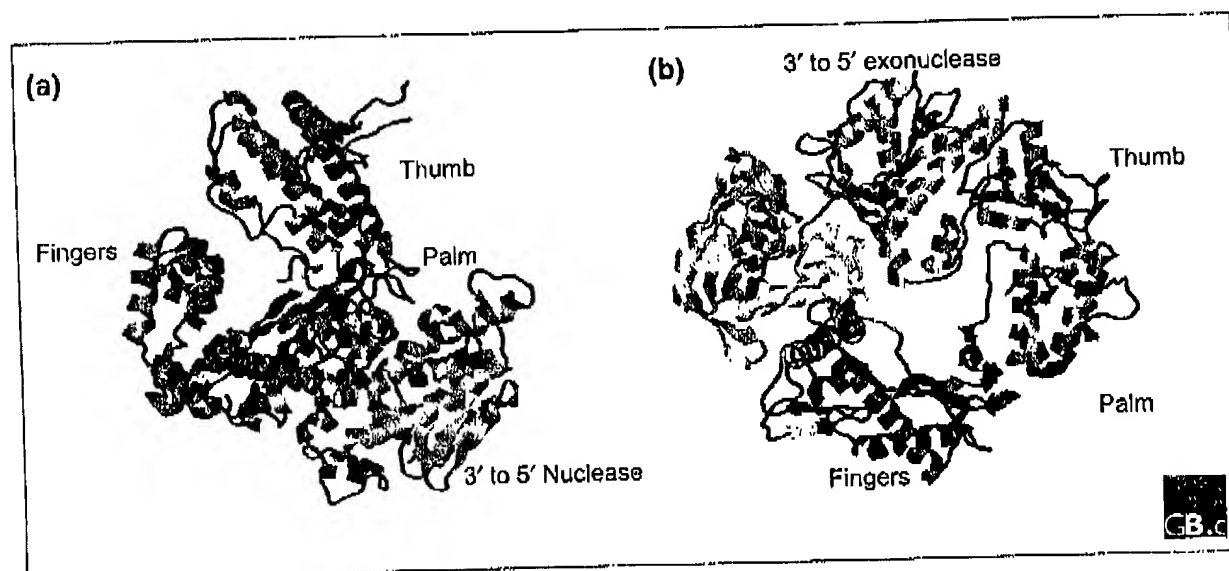 (a)
Thumb
Fingers
Palm
3′ to 5′ Nuclease
(b)
3′ to 5′ exonuclease
Thumb
Palm
Fingers
GB.c